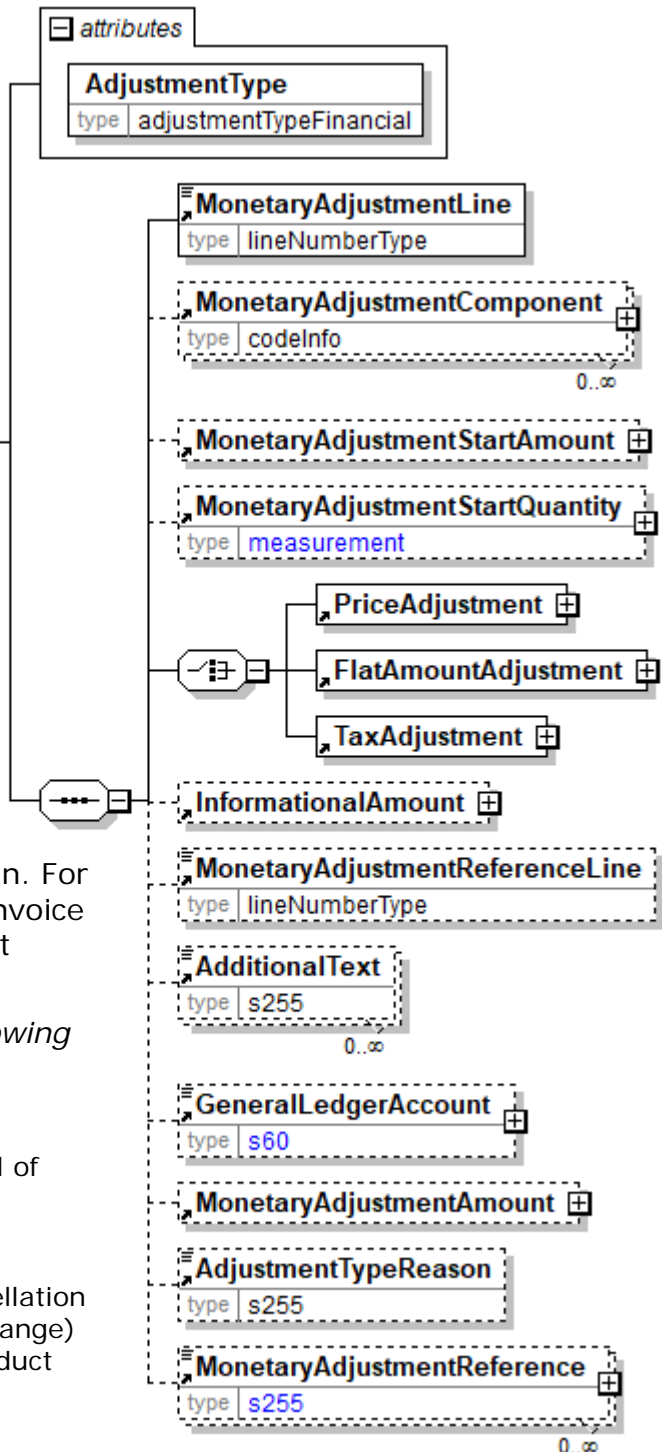 attributes
AdjustmentType
type adjustmentTypeFinancial
MonetaryAdjustmentLine
type lineNumberType
MonetaryAdjustmentComponent
type codeInfo
0..∞
MonetaryAdjustmentStartAmount
MonetaryAdjustmentStartQuantity
type measurement
PriceAdjustment
FlatAmountAdjustment
TaxAdjustment
InformationalAmount
n. For
MonetaryAdjustmentReferenceLine
type lineNumberType
nvoice
t
AdditionalText
type s255
0..∞
owing
GeneralLedgerAccount
type s60
l of
MonetaryAdjustmentAmount
AdjustmentTypeReason
type s255
ellation
ange)
duct
MonetaryAdjustmentReference
type s255
0..∞